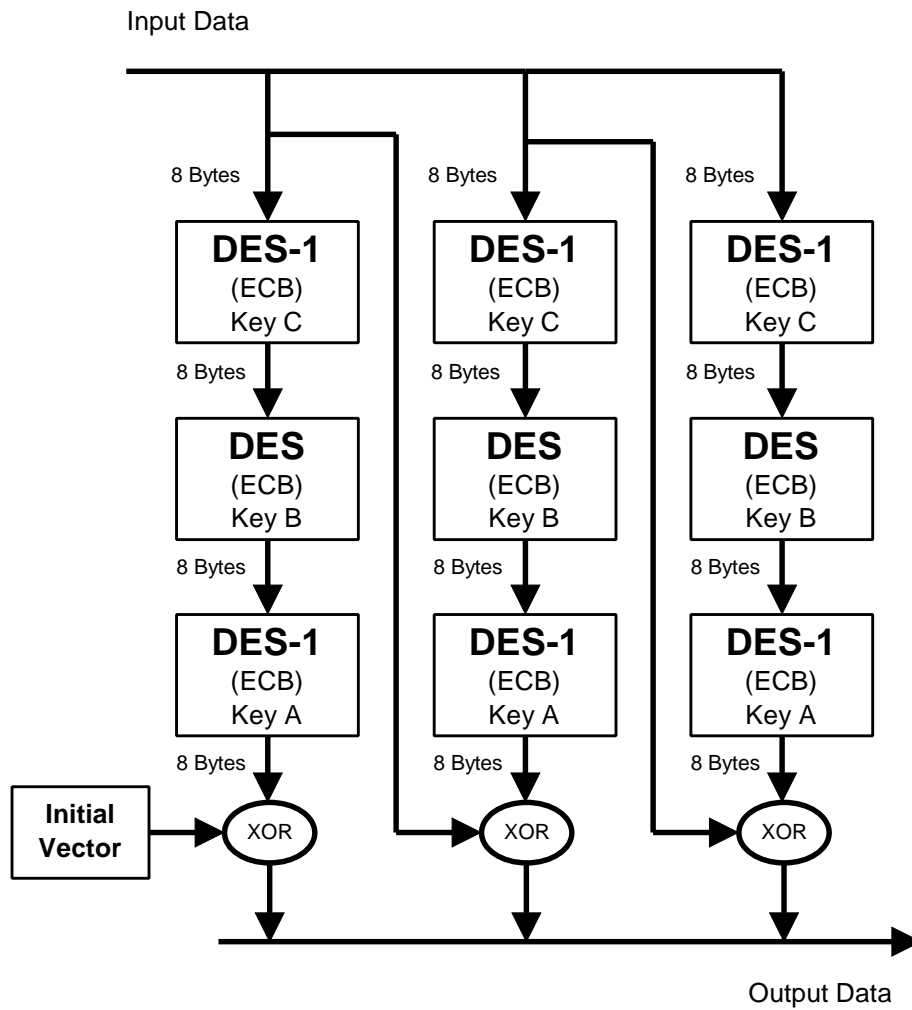 Input Data
8 Bytes
8 Bytes
8 Bytes
DES-1
(ECB)
Key C
DES-1
(ECB)
Key C
DES-1
(ECB)
Key C
8 Bytes
8 Bytes
8 Bytes
DES
(ECB)
Key B
DES
(ECB)
Key B
DES
(ECB)
Key B
8 Bytes
8 Bytes
8 Bytes
DES-1
(ECB)
Key A
DES-1
(ECB)
Key A
DES-1
(ECB)
Key A
8 Bytes
8 Bytes
8 Bytes
Initial
Vector
XOR
XOR
XOR
Output Data